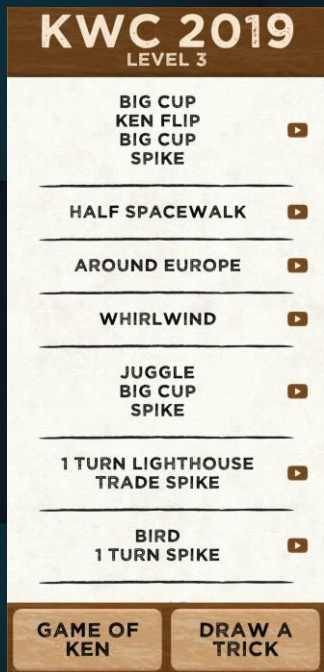 KWC 2019
LEVEL 3
BIG CUP
KEN FLIP
BIG CUP
SPIKE
HALF SPACEWALK
AROUND EUROPE
WHIRLWIND
JUGGLE
BIG CUP
SPIKE
1 TURN LIGHTHOUSE
TRADE SPIKE
BIRD
1 TURN SPIKE
GAME OF
KEN
DRAW A
TRICK